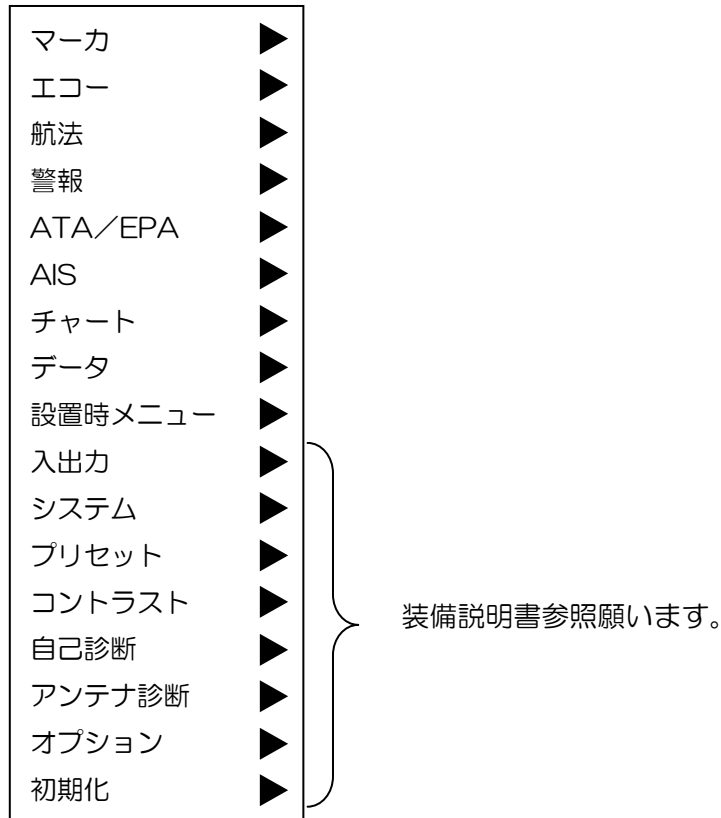 マーカ ▶
エコー ▶
航法 ▶
警報 ▶
ATA／EPA ▶
AIS ▶
チャート ▶
データ ▶
設置時メニュー ▶
入出力 ▶
システム ▶
プリセット ▶
コントラスト ▶
自己診断 ▶
アンテナ診断 ▶
オプション ▶
初期化 ▶
装備説明書参照願います。